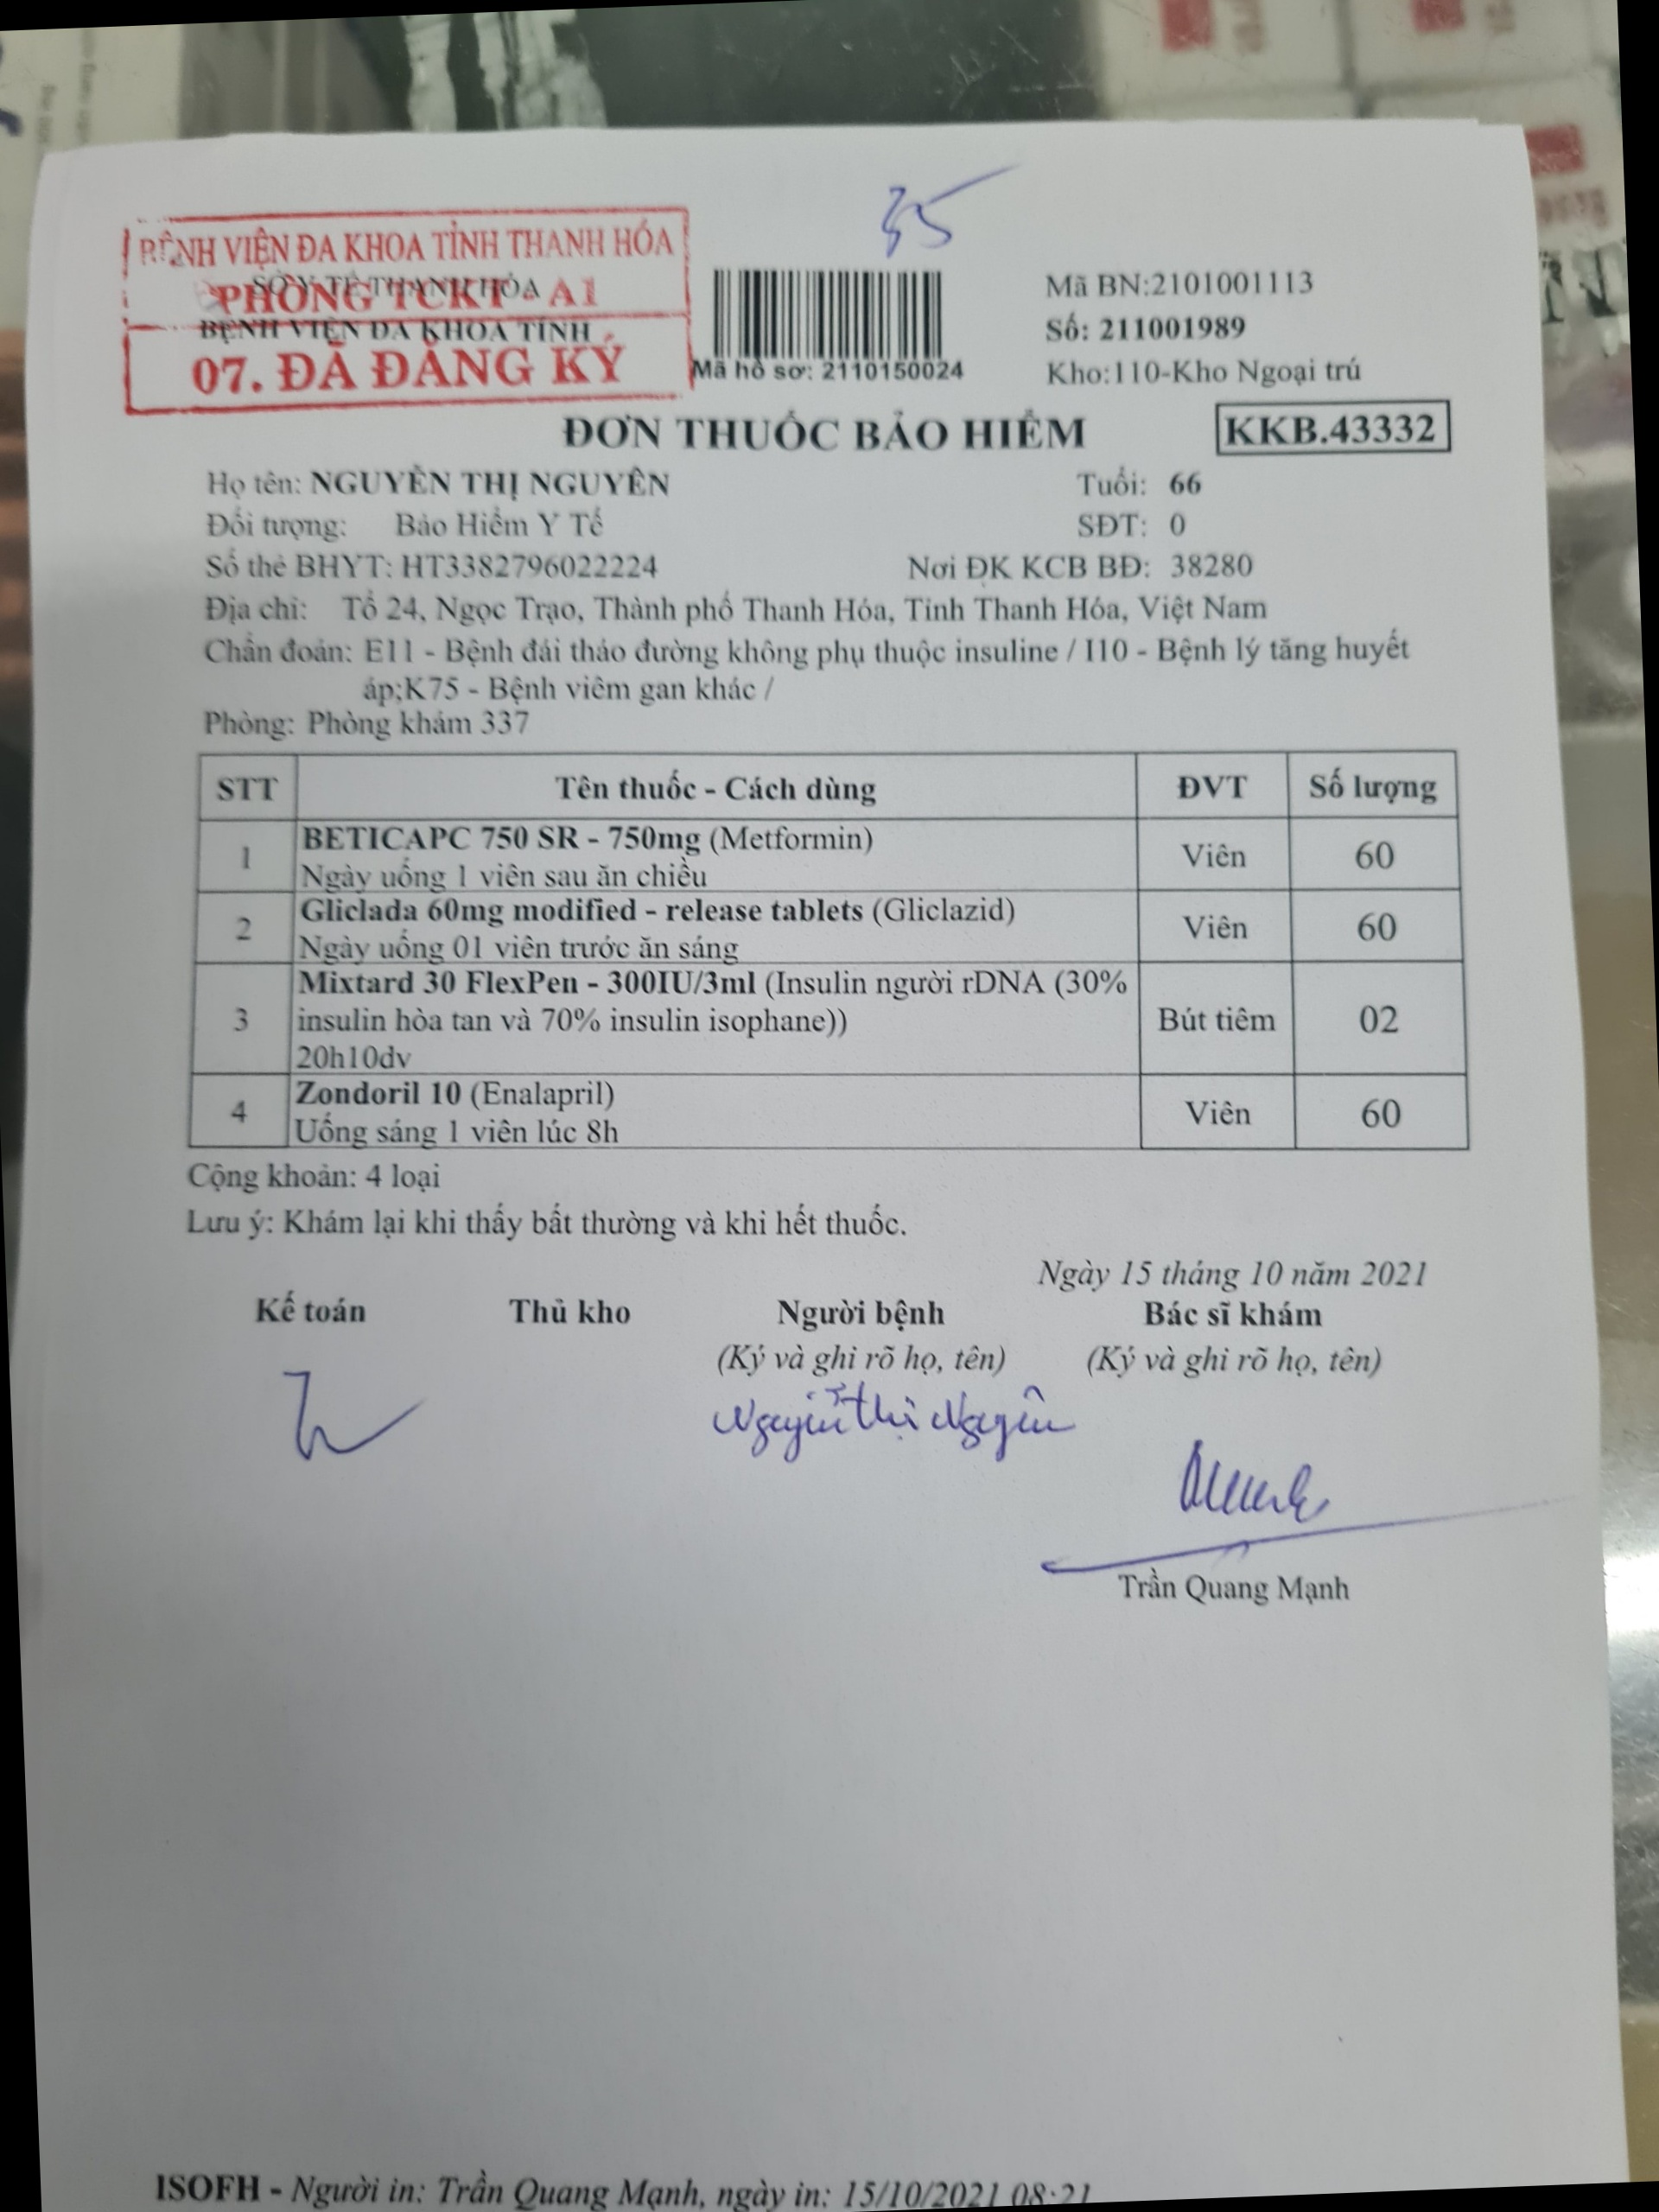 35
BỆNH VIỆN ĐA KHOA TỈNH THANH HÓA
SỞ Y TẾ THANH HÓA
PHÒNG TCKT - A1
BỆNH VIỆN ĐA KHOA TỈNH
07. ĐÃ ĐĂNG KÝ
Mã hồ sơ: 2110150024
Mã BN:2101001113
Số: 211001989
Kho:110-Kho Ngoại trú
ĐƠN THUỐC BẢO HIỂM
KKB.43332
Họ tên: NGUYỄN THỊ NGUYÊN Tuổi: 66
Đối tượng: Bảo Hiểm Y Tế SĐT: 0
Số thẻ BHYT: HT3382796022224 Nơi ĐK KCB BĐ: 38280
Địa chỉ: Tổ 24, Ngọc Trạo, Thành phố Thanh Hóa, Tỉnh Thanh Hóa, Việt Nam
Chẩn đoán: E11 - Bệnh đái tháo đường không phụ thuộc insuline / I10 - Bệnh lý tăng huyết
áp;K75 - Bệnh viêm gan khác /
Phòng: Phòng khám 337
STT Tên thuốc - Cách dùng ĐVT Số lượng
1 BETICAPC 750 SR - 750mg (Metformin) Viên 60
Ngày uống 1 viên sau ăn chiều
2 Gliclada 60mg modified - release tablets (Gliclazid) Viên 60
Ngày uống 01 viên trước ăn sáng
3 Mixtard 30 FlexPen - 300IU/3ml (Insulin người rDNA (30%
insulin hòa tan và 70% insulin isophane)) Bút tiêm 02
20h10dv
4 Zondoril 10 (Enalapril) Viên 60
Uống sáng 1 viên lúc 8h
Cộng khoản: 4 loại
Lưu ý: Khám lại khi thấy bất thường và khi hết thuốc.
Ngày 15 tháng 10 năm 2021
Kế toán Thủ kho Người bệnh Bác sĩ khám
(Ký và ghi rõ họ, tên) (Ký và ghi rõ họ, tên)
Nguyễn Thị Nguyên
Trần Quang Mạnh
ISOFH - Người in: Trần Quang Mạnh, ngày in: 15/10/2021 08:21